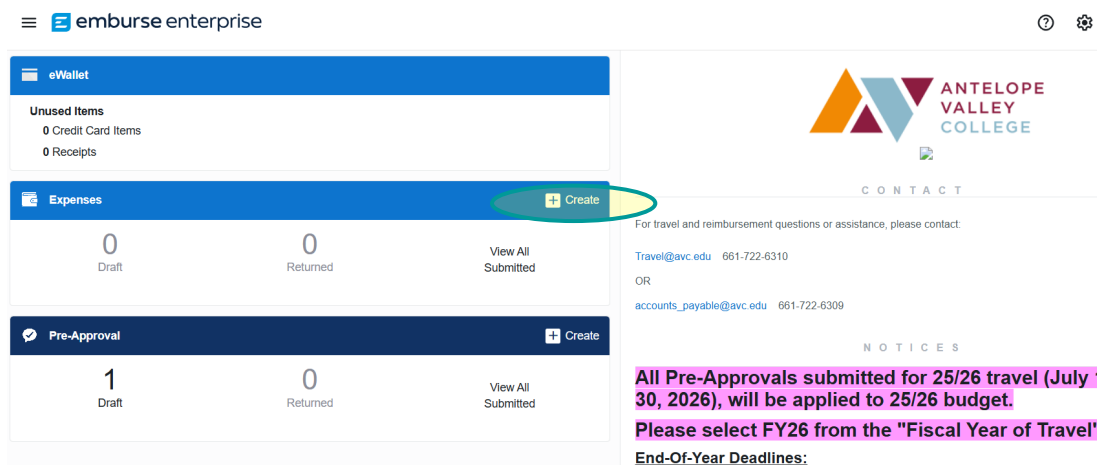 emburse enterprise
eWallet
Unused Items
0 Credit Card Items
0 Receipts
Expenses
Create
0
Draft
0
Returned
View All
Submitted
Pre-Approval
Create
1
Draft
0
Returned
View All
Submitted
ANTELOPE
VALLEY
COLLEGE
CONTACT
For travel and reimbursement questions or assistance, please contact:
Travel@avc.edu 661-722-6310
OR
accounts_payable@avc.edu 661-722-6309
NOTICES
All Pre-Approvals submitted for 25/26 travel (July
30, 2026), will be applied to 25/26 budget.
Please select FY26 from the "Fiscal Year of Travel"
End-Of-Year Deadlines: